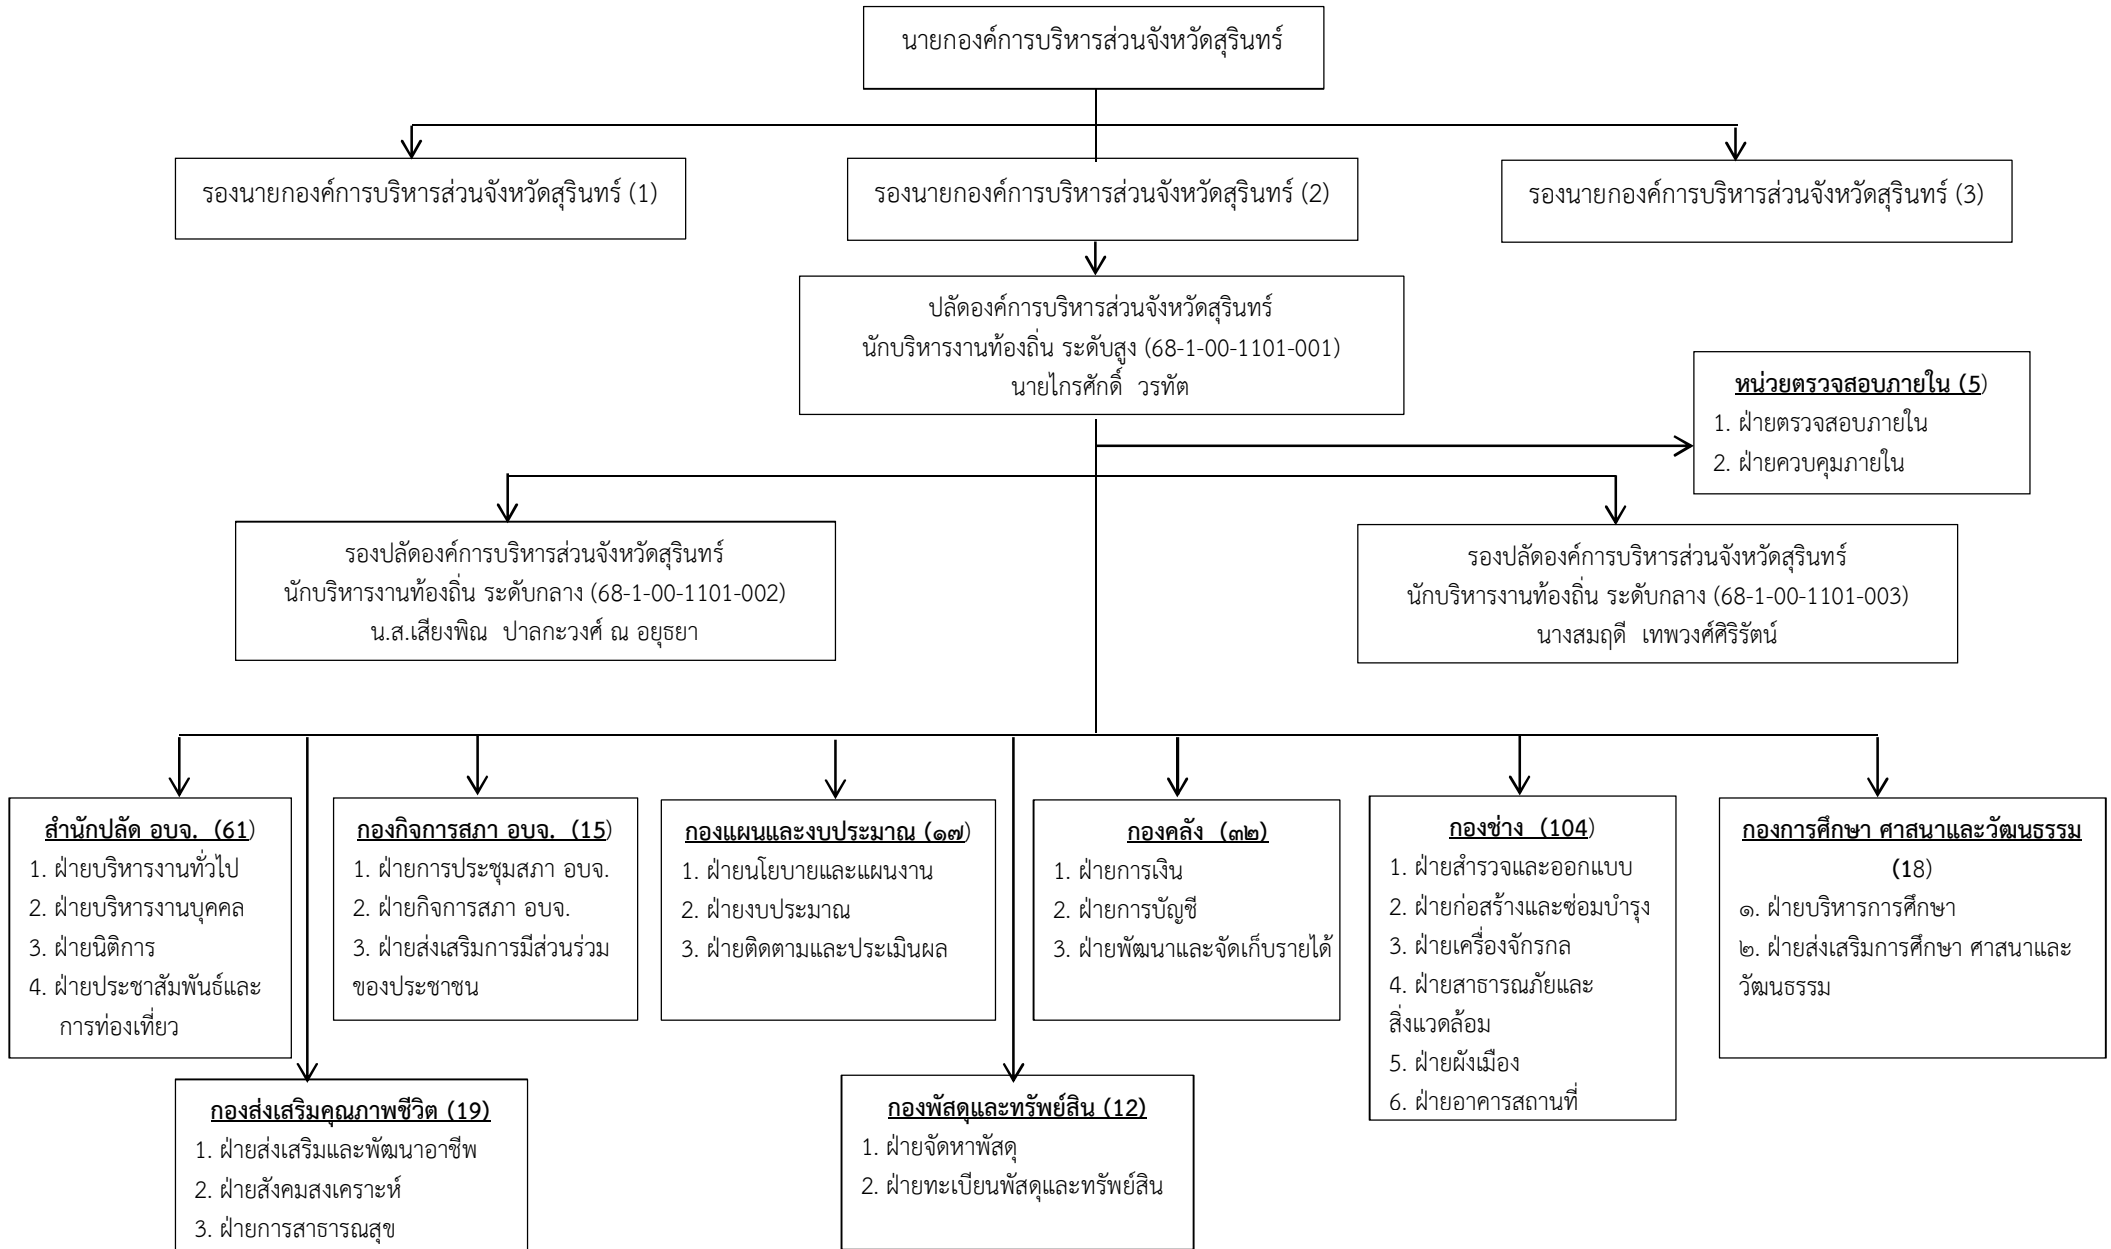 นายกองค์การบริหารส่วนจังหวัดสุรินทร์
รองนายกองค์การบริหารส่วนจังหวัดสุรินทร์ (1)
รองนายกองค์การบริหารส่วนจังหวัดสุรินทร์ (2)
รองนายกองค์การบริหารส่วนจังหวัดสุรินทร์ (3)
ปลัดองค์การบริหารส่วนจังหวัดสุรินทร์
นักบริหารงานท้องถิ่น ระดับสูง (68-1-00-1101-001)
นายไกรศักดิ์ วรทัต
หน่วยตรวจสอบภายใน (5)
1. ฝ่ายตรวจสอบภายใน
2. ฝ่ายควบคุมภายใน
รองปลัดองค์การบริหารส่วนจังหวัดสุรินทร์
นักบริหารงานท้องถิ่น ระดับกลาง (68-1-00-1101-002)
น.ส.เสียงพิณ ปาลกะวงศ์ ณ อยุธยา
รองปลัดองค์การบริหารส่วนจังหวัดสุรินทร์
นักบริหารงานท้องถิ่น ระดับกลาง (68-1-00-1101-003)
นางสมฤดี เทพวงศ์ศิริรัตน์
สำนักปลัด อบจ. (61)
1. ฝ่ายบริหารงานทั่วไป
2. ฝ่ายบริหารงานบุคคล
3. ฝ่ายนิติการ
4. ฝ่ายประชาสัมพันธ์และ
การท่องเที่ยว
กองกิจการสภา อบจ. (15)
1. ฝ่ายการประชุมสภา อบจ.
2. ฝ่ายกิจการสภา อบจ.
3. ฝ่ายส่งเสริมการมีส่วนร่วม
ของประชาชน
กองแผนและงบประมาณ (๑๗)
1. ฝ่ายนโยบายและแผนงาน
2. ฝ่ายงบประมาณ
3. ฝ่ายติดตามและประเมินผล
กองคลัง (๓๒)
1. ฝ่ายการเงิน
2. ฝ่ายการบัญชี
3. ฝ่ายพัฒนาและจัดเก็บรายได้
กองช่าง (104)
1. ฝ่ายสำรวจและออกแบบ
2. ฝ่ายก่อสร้างและซ่อมบำรุง
3. ฝ่ายเครื่องจักรกล
4. ฝ่ายสาธารณภัยและ
สิ่งแวดล้อม
5. ฝ่ายผังเมือง
6. ฝ่ายอาคารสถานที่
กองการศึกษา ศาสนาและวัฒนธรรม
(18)
๑. ฝ่ายบริหารการศึกษา
๒. ฝ่ายส่งเสริมการศึกษา ศาสนาและ
วัฒนธรรม
กองส่งเสริมคุณภาพชีวิต (19)
1. ฝ่ายส่งเสริมและพัฒนาอาชีพ
2. ฝ่ายสังคมสงเคราะห์
3. ฝ่ายการสาธารณสุข
กองพัสดุและทรัพย์สิน (12)
1. ฝ่ายจัดหาพัสดุ
2. ฝ่ายทะเบียนพัสดุและทรัพย์สิน